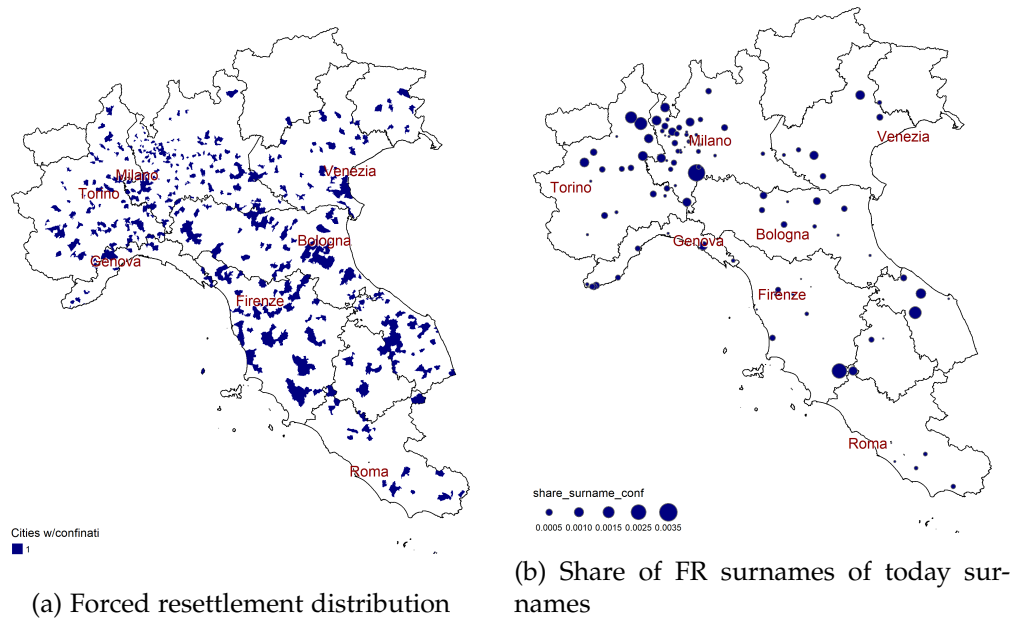 Milano
Venezia
Torino
Bologna
Genova
Firenze
Roma
Cities w/confinati
1
(a) Forced resettlement distribution
Venezia
Milano
Torino
Genova
Bologna
Firenze
Roma
share_surname_conf
0.0005 0.0010 0.0015 0.0025 0.0035
(b) Share of FR surnames of today sur-
names